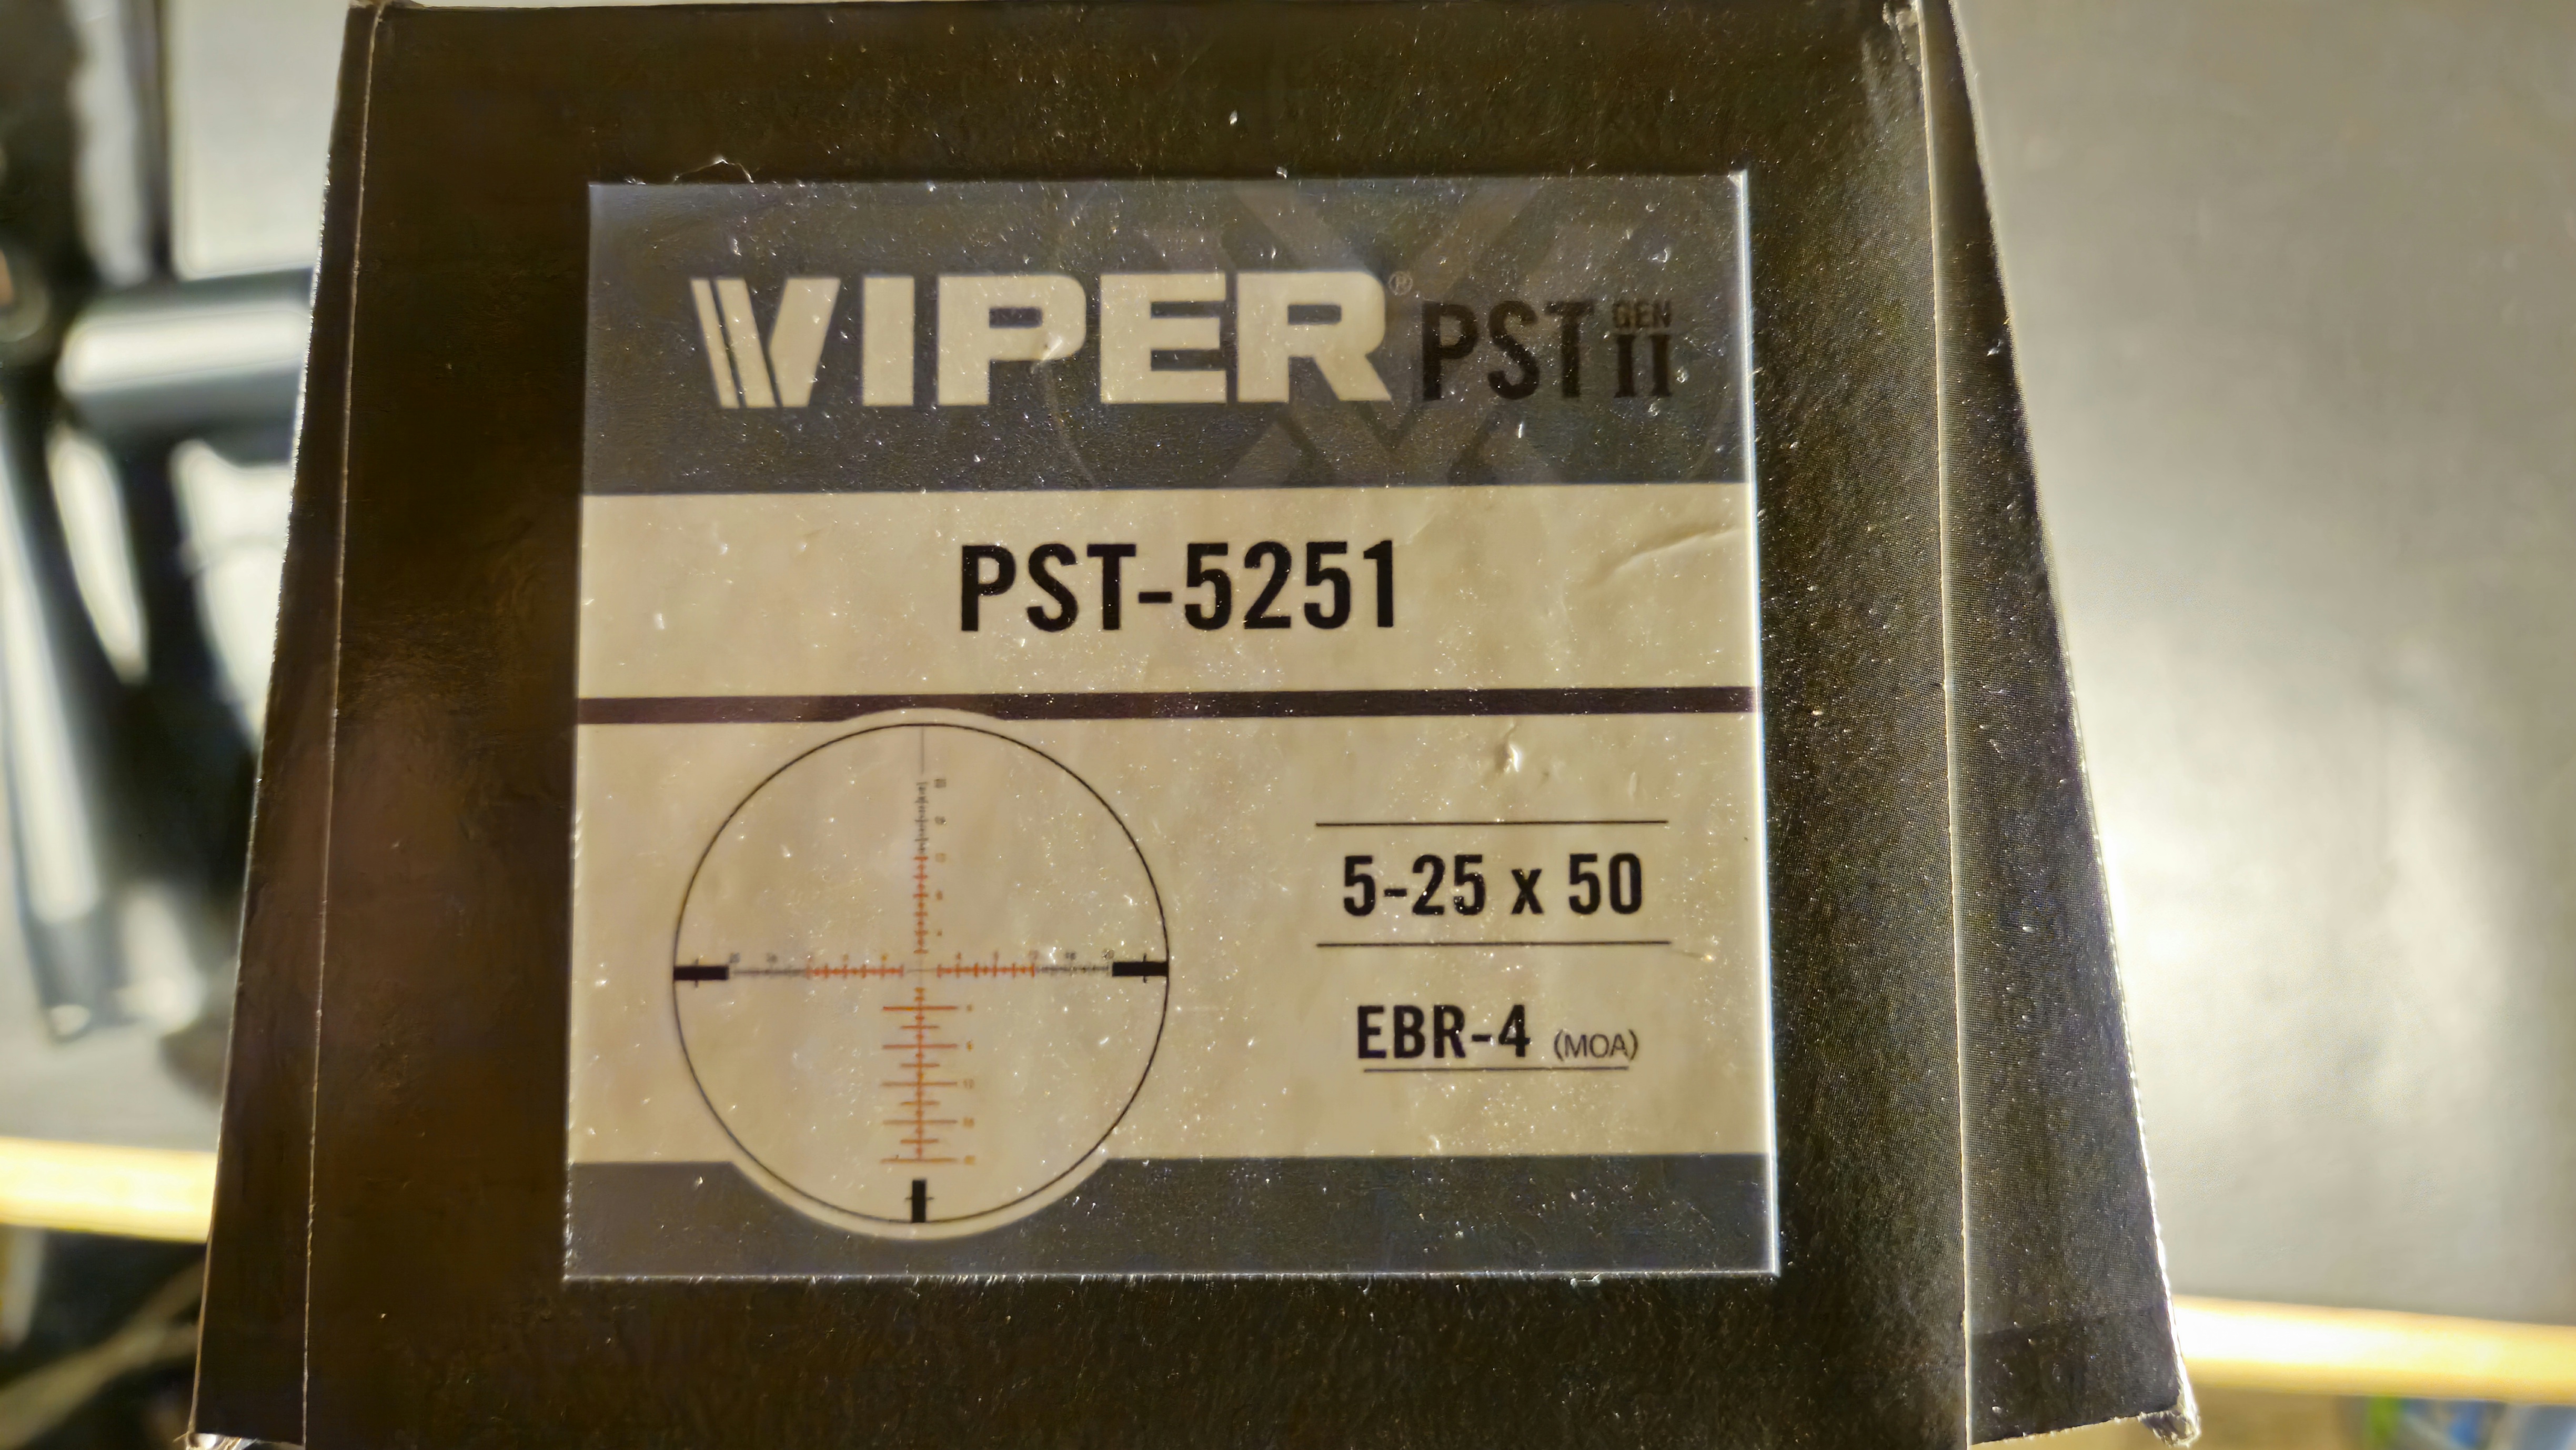 VIPER® PST GEN II
PST-5251
5-25 x 50
EBR-4 (MOA)